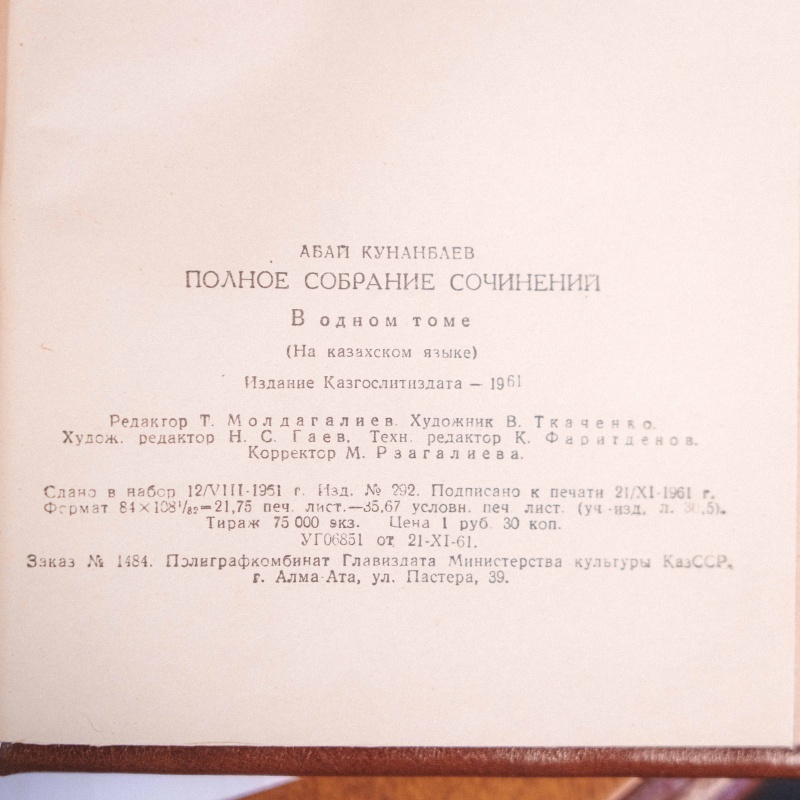 АБАЙ КУНАНБАЕВ
ПОЛНОЕ СОБРАНИЕ СОЧИНЕНИЙ
В одном томе
(На казахском языке)
Издание Казгослитиздата — 1961
Редактор Т. Молдагалиев. Художник В. Ткаченко.
Худож. редактор Н. С. Гаев. Техн. редактор К. Фаритденов.
Корректор М. Рзагалиева.
Сдано в набор 12/VIII-1961 г. Изд. № 292. Подписано к печати 21/XI-1961 г.
Формат 84×108¹/₃₂=21,75 печ. лист.—35,67 условн. печ лист. (уч-изд. л. 30,5).
Тираж 75 000 экз. Цена 1 руб. 30 коп.
УГ06851 от 21-XI-61.
Заказ № 1484. Полиграфкомбинат Главиздата Министерства культуры КазССР,
г. Алма-Ата, ул. Пастера, 39.